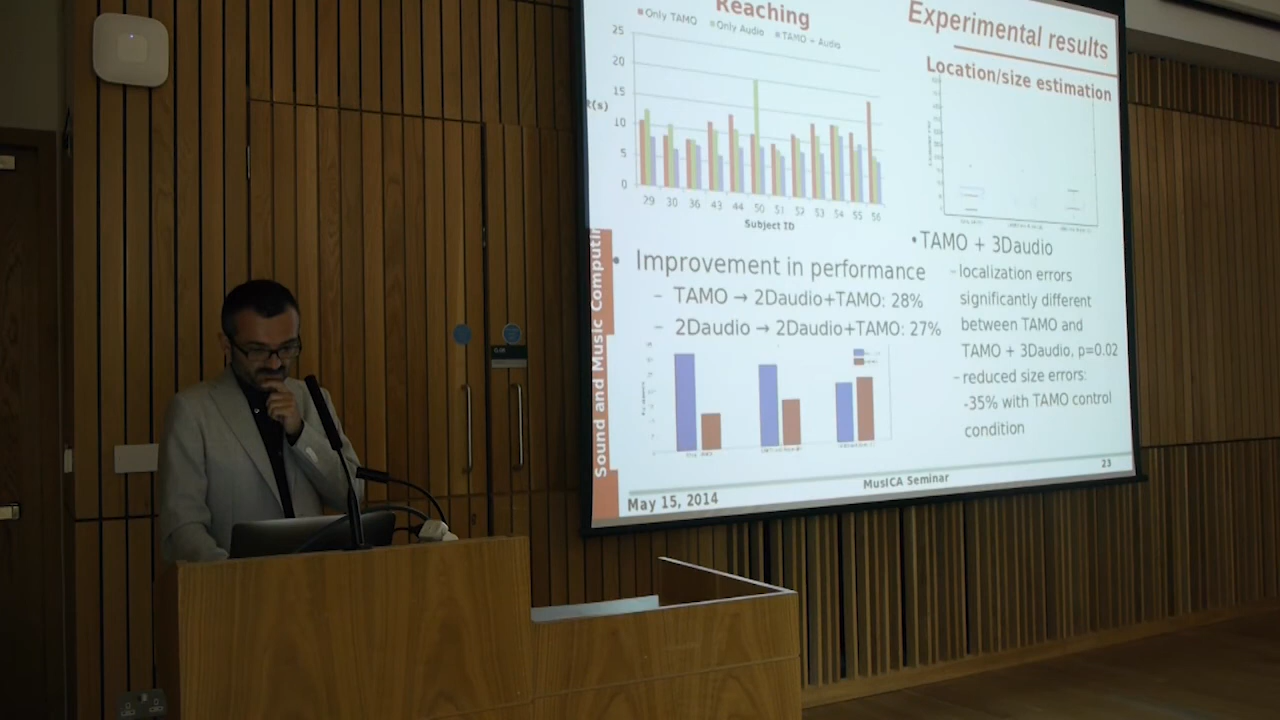 Reaching
Experimental results
Only TAMO
Only Audio
TAMO + Audio
Location/size estimation
25
20
15
10
5
0
t(s)
29 30 36 43 44 50 51 52 53 54 55 56
Subject ID
Sound and Music Computin
• Improvement in performance
– TAMO → 2Daudio+TAMO: 28%
– 2Daudio → 2Daudio+TAMO: 27%
• TAMO + 3Daudio
– localization errors
significantly different
between TAMO and
TAMO + 3Daudio, p=0.02
– reduced size errors:
-35% with TAMO control
condition
May 15, 2014
MusICA Seminar
23